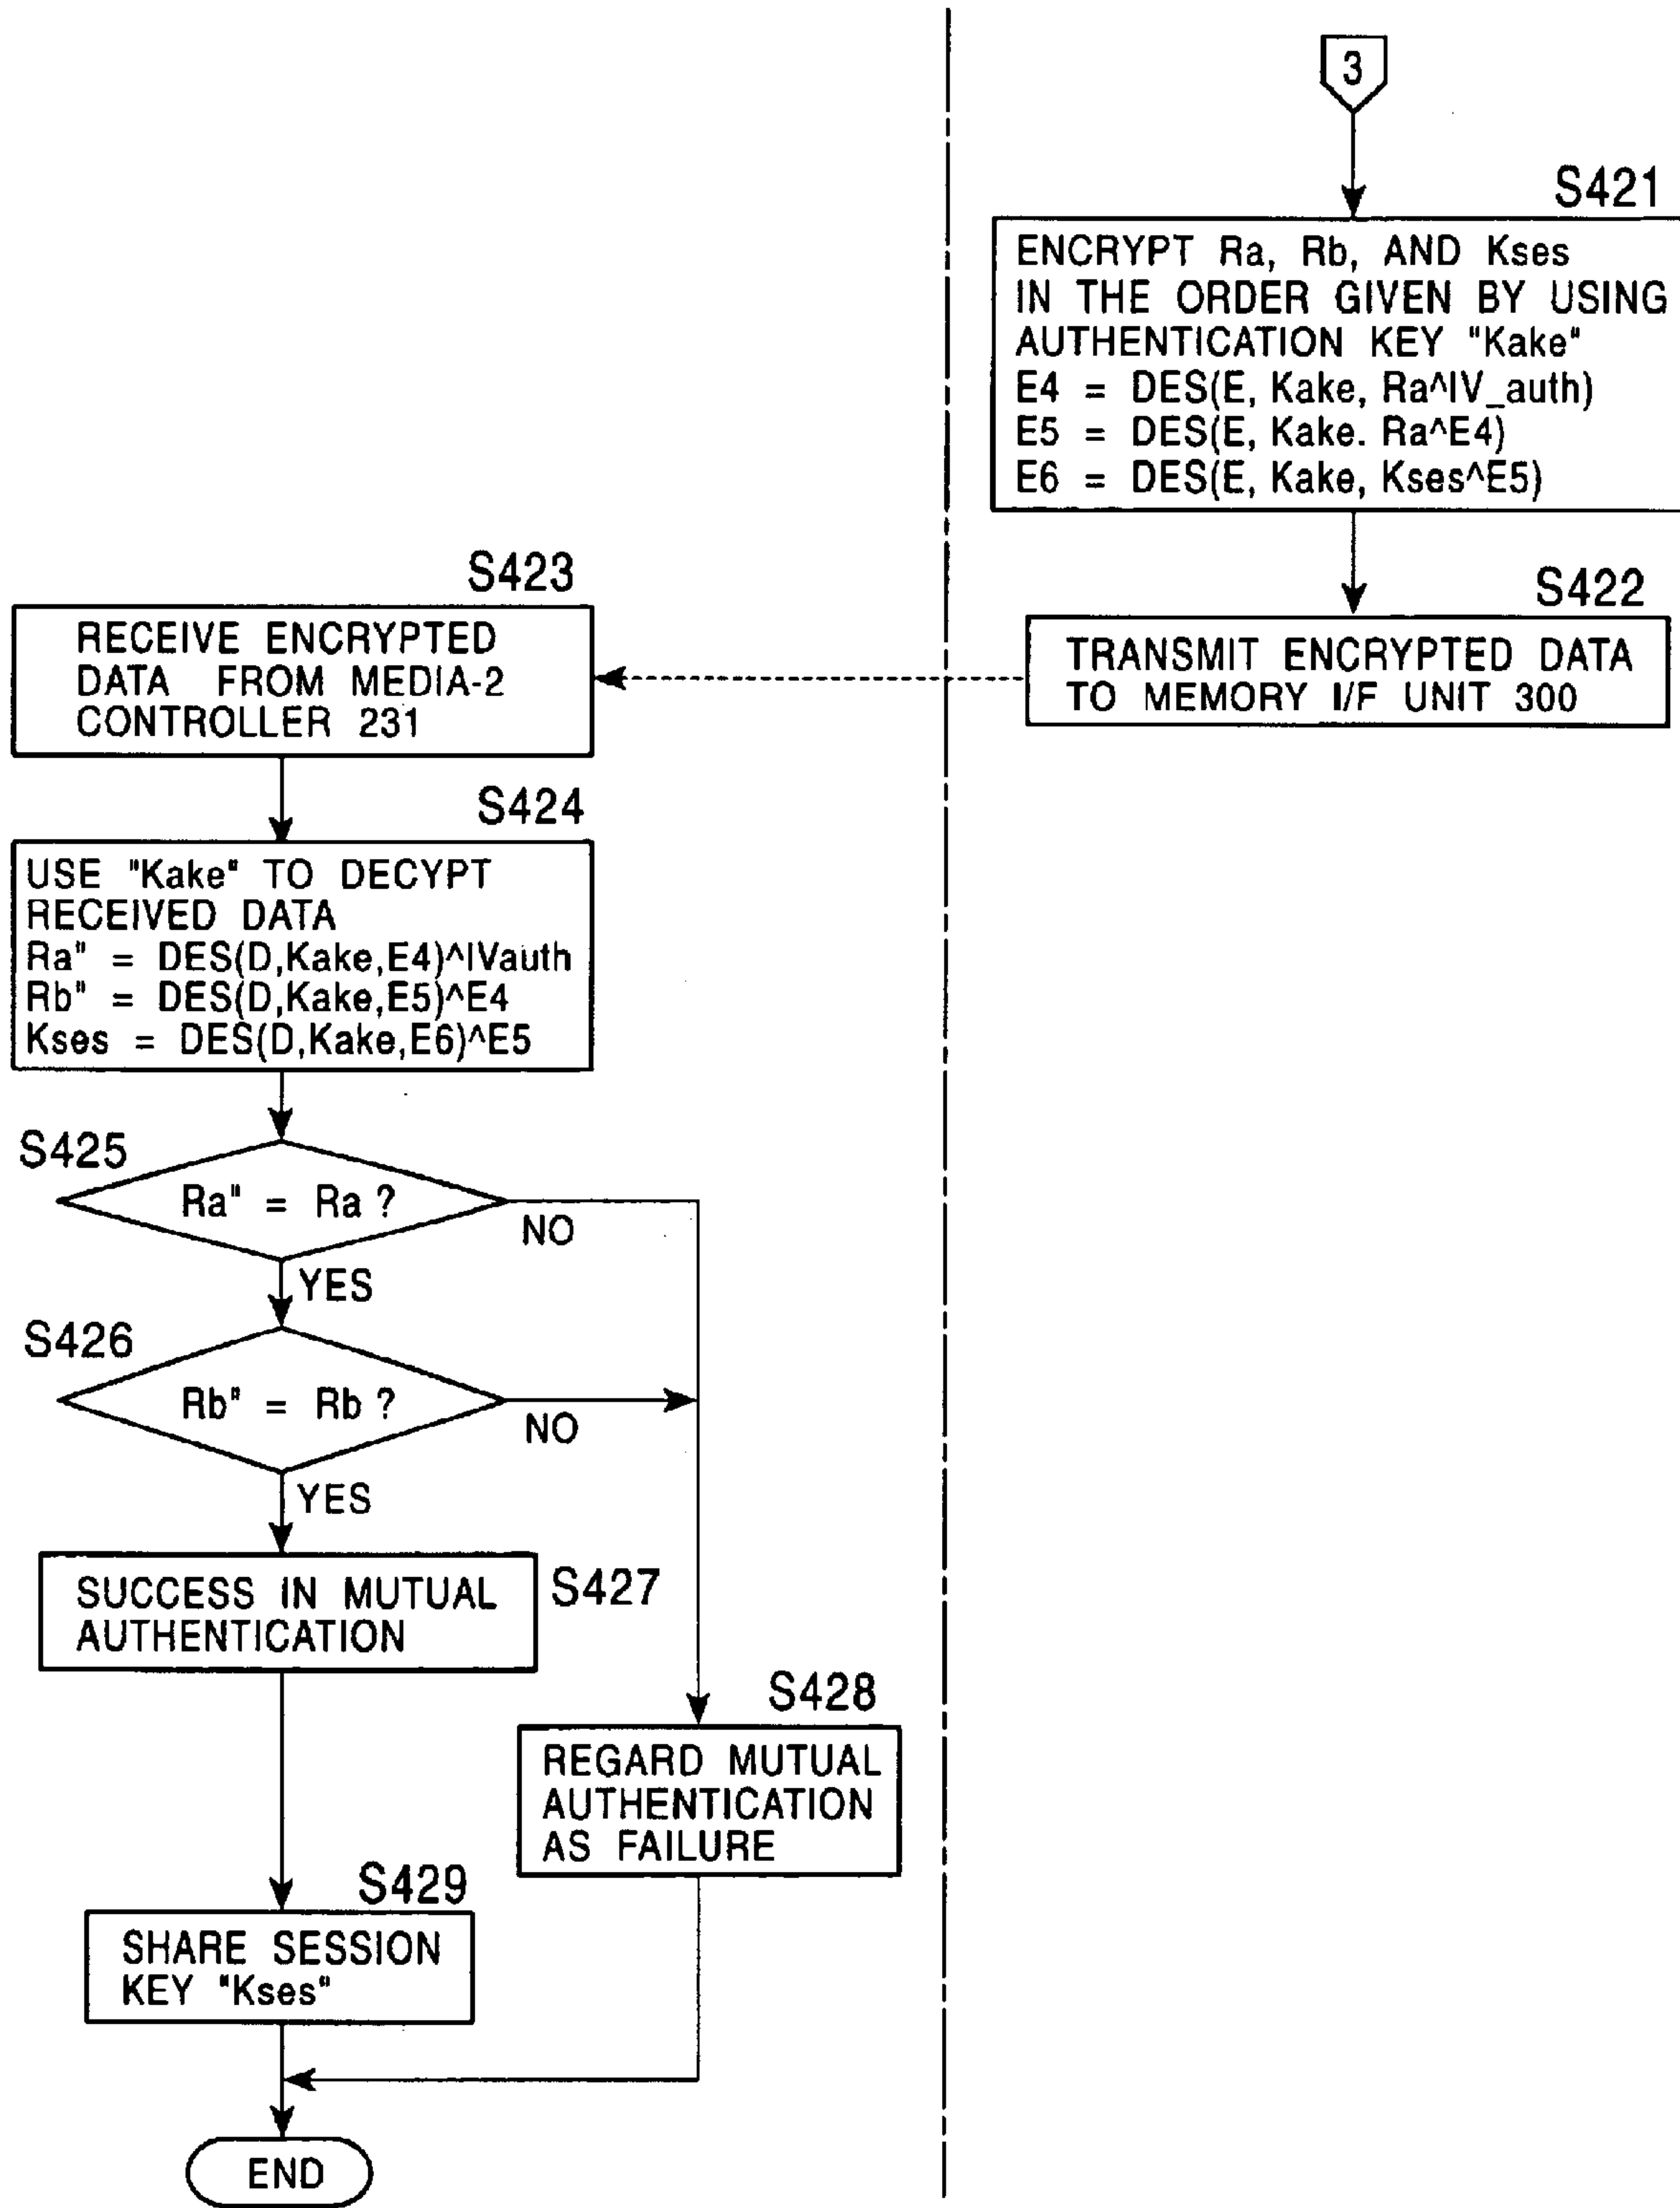 3
S421
ENCRYPT Ra, Rb, AND Kses
IN THE ORDER GIVEN BY USING
AUTHENTICATION KEY "Kake"
E4 = DES(E, Kake, Ra^IV_auth)
E5 = DES(E, Kake. Ra^E4)
E6 = DES(E, Kake, Kses^E5)
S422
TRANSMIT ENCRYPTED DATA
TO MEMORY I/F UNIT 300
S423
RECEIVE ENCRYPTED
DATA FROM MEDIA-2
CONTROLLER 231
S424
USE "Kake" TO DECYPT
RECEIVED DATA
Ra" = DES(D,Kake,E4)^IVauth
Rb" = DES(D,Kake,E5)^E4
Kses = DES(D,Kake,E6)^E5
S425
Ra" = Ra ?
NO
YES
S426
Rb" = Rb ?
NO
YES
SUCCESS IN MUTUAL
AUTHENTICATION
S427
S428
REGARD MUTUAL
AUTHENTICATION
AS FAILURE
S429
SHARE SESSION
KEY "Kses"
END